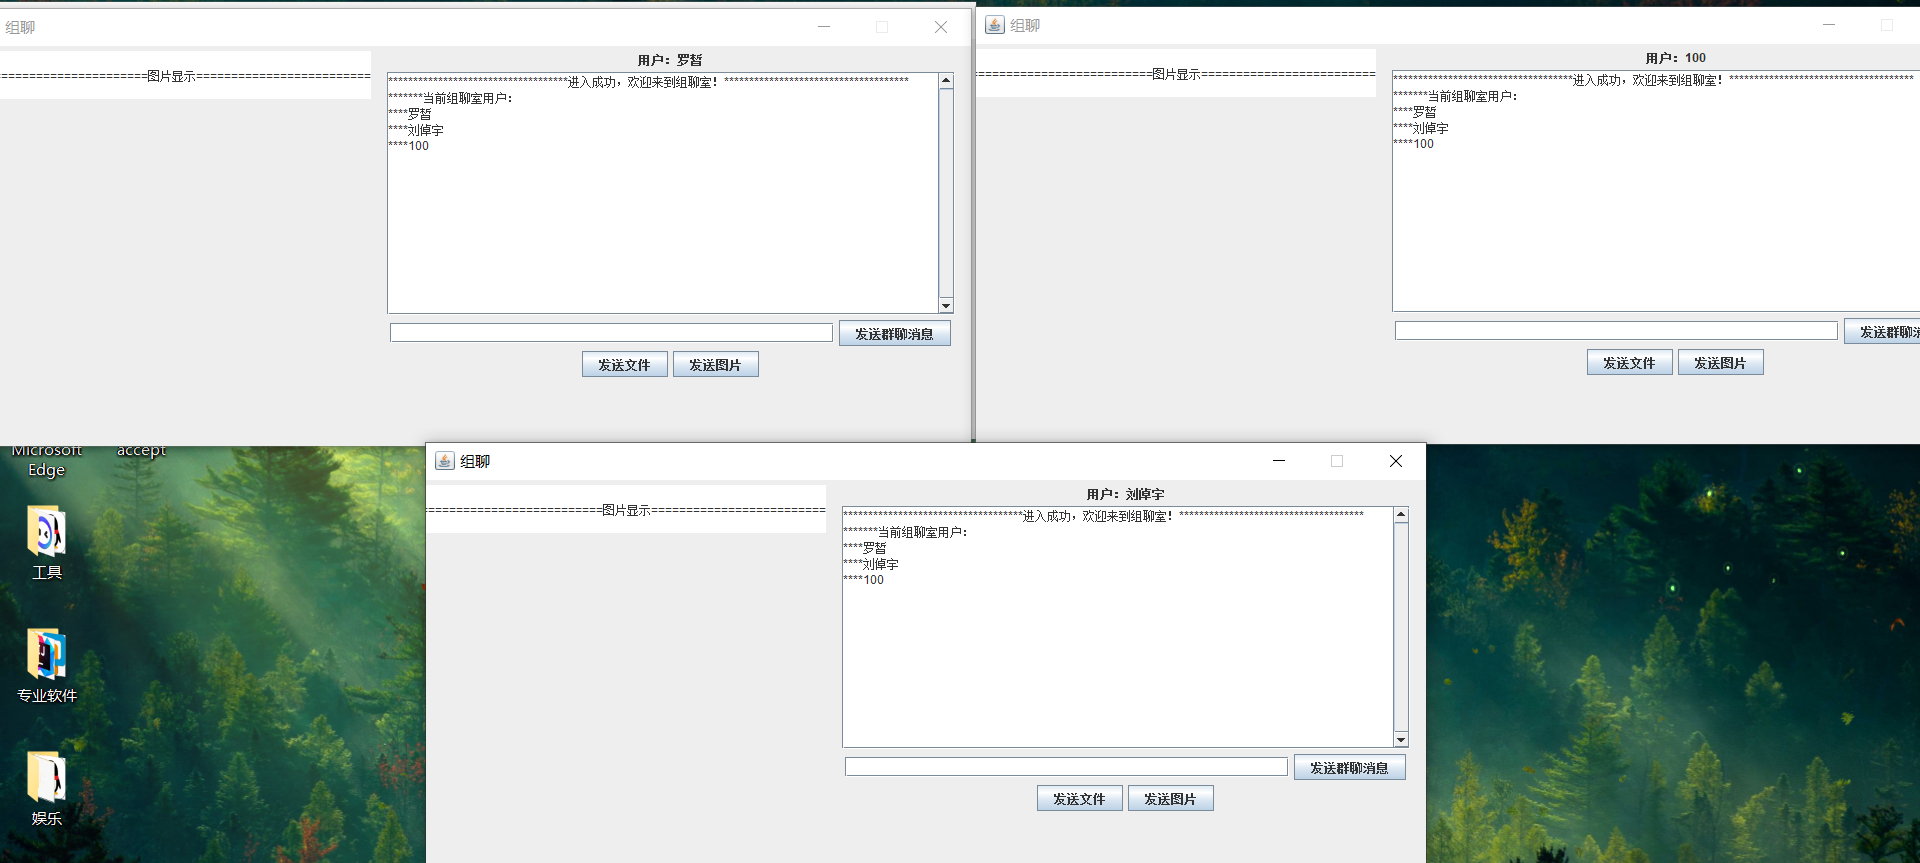 组聊
=====================图片显示=========================
用户：罗皙
************************************进入成功，欢迎来到组聊室！*************************************
*******当前组聊室用户：
****罗皙
****刘倬宇
****100
发送群聊消息
发送文件 发送图片
组聊
=========================图片显示=========================
用户：100
************************************进入成功，欢迎来到组聊室！*************************************
*******当前组聊室用户：
****罗皙
****刘倬宇
****100
发送群聊消
发送文件 发送图片
Microsoft
Edge
accept
工具
专业软件
娱乐
组聊
=========================图片显示=========================
用户：刘倬宇
************************************进入成功，欢迎来到组聊室！*************************************
*******当前组聊室用户：
****罗皙
****刘倬宇
****100
发送群聊消息
发送文件 发送图片